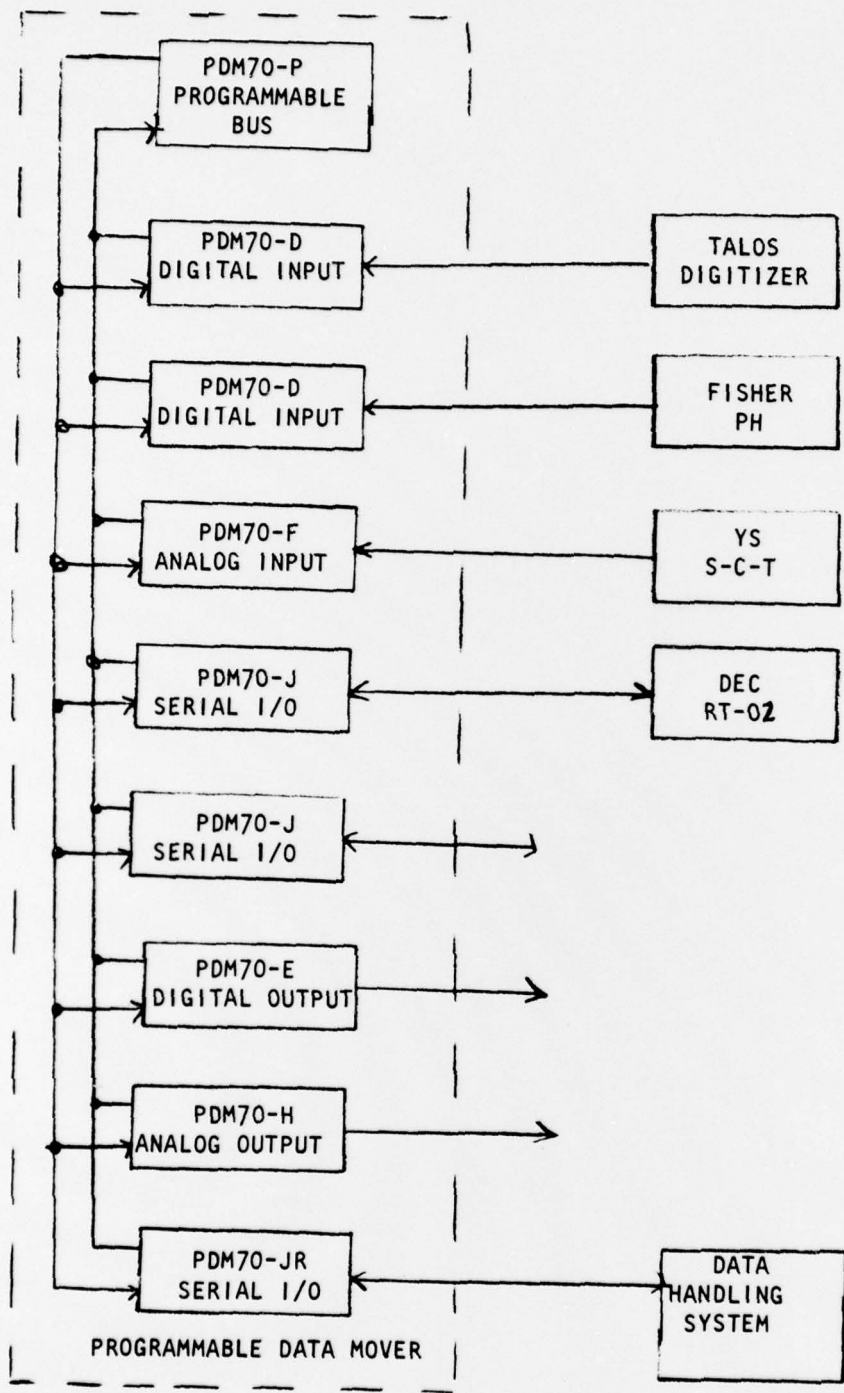 PDM70-P
PROGRAMMABLE
BUS
PDM70-D
DIGITAL INPUT
TALOS
DIGITIZER
PDM70-D
DIGITAL INPUT
FISHER
PH
PDM70-F
ANALOG INPUT
YS
S-C-T
PDM70-J
SERIAL I/O
DEC
RT-02
PDM70-J
SERIAL I/O
PDM70-E
DIGITAL OUTPUT
PDM70-H
ANALOG OUTPUT
PDM70-JR
SERIAL I/O
DATA
HANDLING
SYSTEM
PROGRAMMABLE DATA MOVER